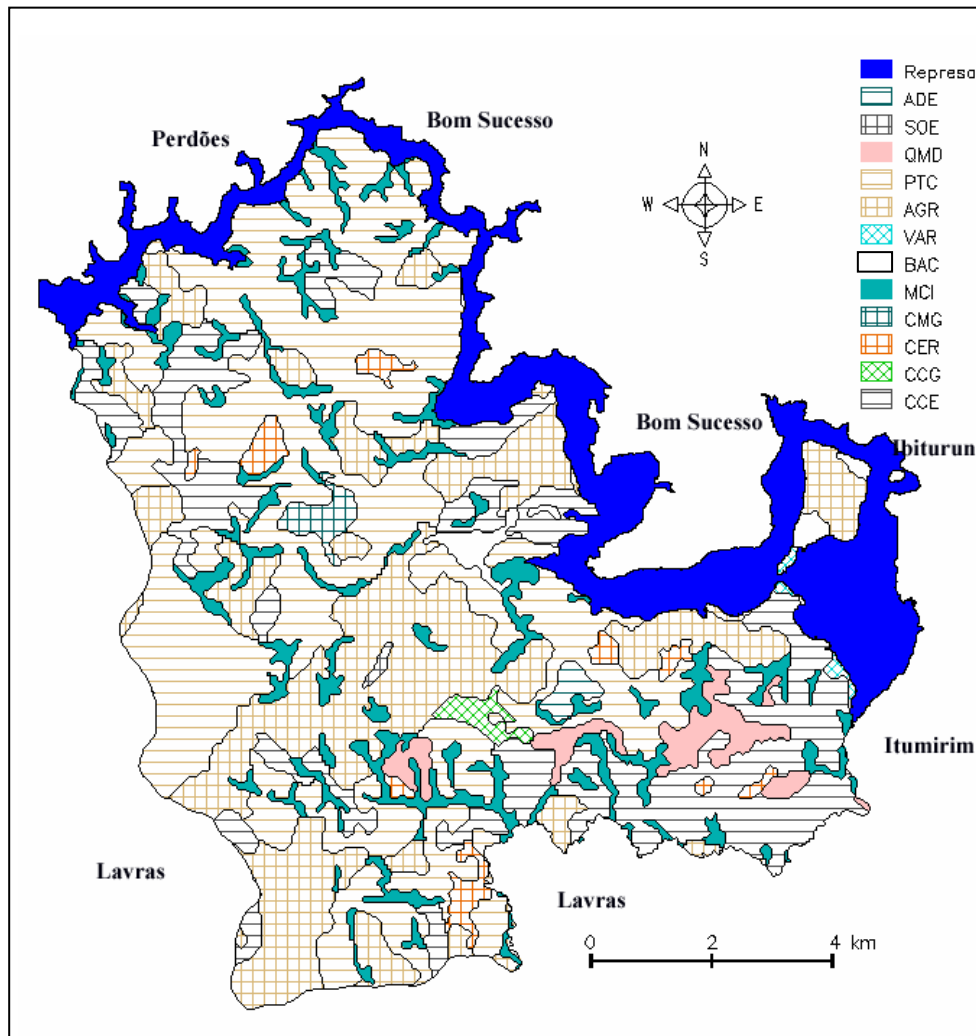 Perdões
Bom Sucesso
Represa
ADE
SOE
QMD
PTC
AGR
VAR
BAC
MCI
CMG
CER
CCG
CCE
N
W E
S
Bom Sucesso
Ibiturun
Itumirim
Lavras
Lavras
0 2 4 km